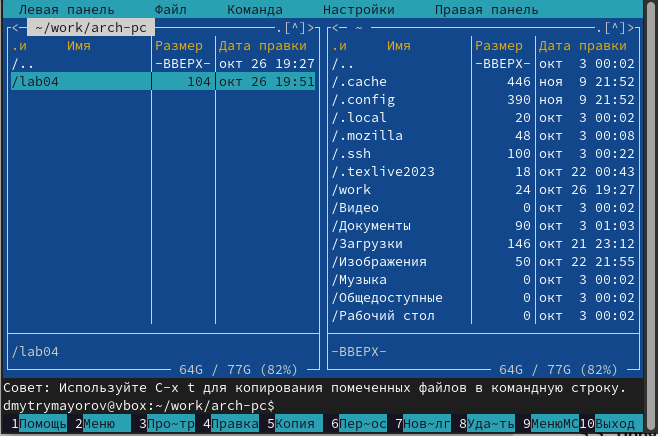 Левая панель Файл Команда Настройки Правая панель
<- ~/work/arch-pc .[^]> <- ~ .[^]>
.и Имя Размер Дата правки .и Имя Размер Дата правки
/.. -ВВЕРХ- окт 26 19:27 /.. -ВВЕРХ- окт 3 00:02
/lab04 104 окт 26 19:51 /.cache 446 ноя 9 21:52
/.config 390 ноя 9 21:52
/.local 20 окт 3 00:02
/.mozilla 48 окт 3 00:08
/.ssh 100 окт 3 00:22
/.texlive2023 18 окт 22 00:43
/work 24 окт 26 19:27
/Видео 0 окт 3 00:02
/Документы 90 окт 3 01:03
/Загрузки 146 окт 21 23:12
/Изображения 50 окт 22 21:55
/Музыка 0 окт 3 00:02
/Общедоступные 0 окт 3 00:02
/Рабочий стол 0 окт 3 00:02
/lab04 -ВВЕРХ-
64G / 77G (82%) 64G / 77G (82%)
Совет: Используйте C-x t для копирования помеченных файлов в командную строку.
dmytrymayorov@vbox:~/work/arch-pc$
1Помощь 2Меню 3Про~тр 4Правка 5Копия 6Пер~ос 7Нов~лг 8Уда~ть 9МенюMC 10Выход